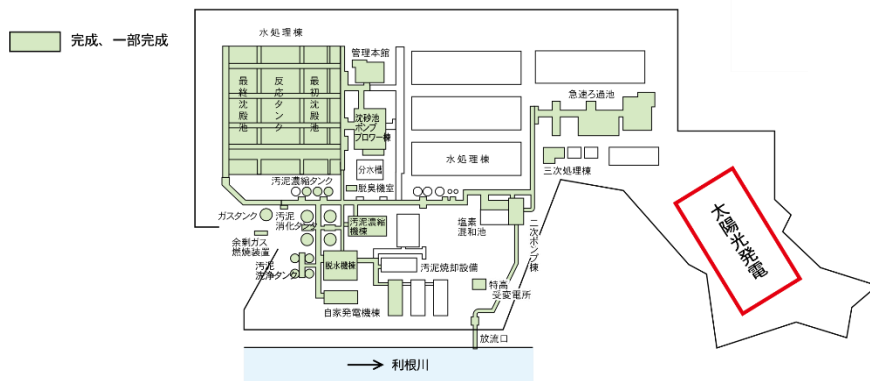 完成、一部完成
水処理棟
最終沈殿池
反応タンク
最初沈殿池
管理本館
沈砂池
ポンプ
ブロワー棟
分水槽
脱臭機室
水処理棟
急速ろ過池
三次処理棟
汚泥濃縮タンク
ガスタンク
汚泥
消化タンク
汚泥濃縮
機棟
塩素
混和池
二次ポンプ棟
余剰ガス
燃焼装置
汚泥
洗浄タンク
脱水機棟
汚泥焼却設備
特高
受変電所
自家発電機棟
放流口
利根川
太陽光発電